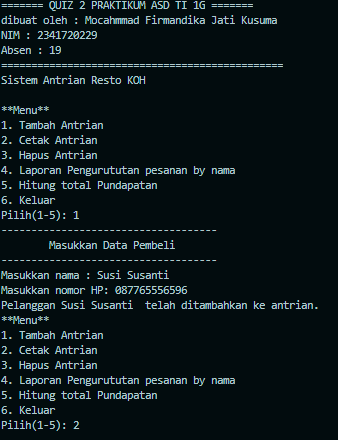 ======= QUIZ 2 PRAKTIKUM ASD TI 1G =======
dibuat oleh : Mocahmmad Firmandika Jati Kusuma
NIM : 2341720229
Absen : 19
===============================================
Sistem Antrian Resto KOH

**Menu**
1. Tambah Antrian
2. Cetak Antrian
3. Hapus Antrian
4. Laporan Pengurututan pesanan by nama
5. Hitung total Pundapatan
6. Keluar
Pilih(1-5): 1
------------------------------------
        Masukkan Data Pembeli
------------------------------------
Masukkan nama : Susi Susanti
Masukkan nomor HP: 087765556596
Pelanggan Susi Susanti  telah ditambahkan ke antrian.
**Menu**
1. Tambah Antrian
2. Cetak Antrian
3. Hapus Antrian
4. Laporan Pengurututan pesanan by nama
5. Hitung total Pundapatan
6. Keluar
Pilih(1-5): 2